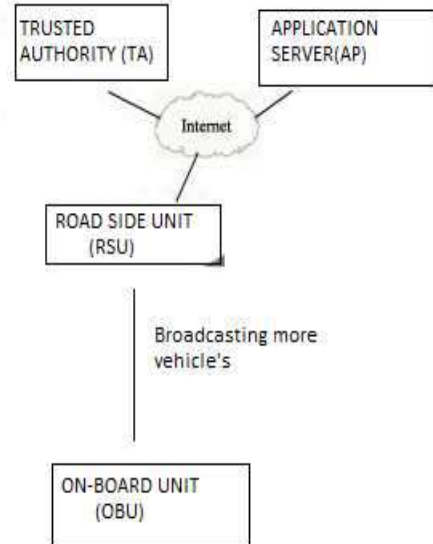 TRUSTED
AUTHORITY (TA)
APPLICATION
SERVER(AP)
Internet
ROAD SIDE UNIT
(RSU)
Broadcasting more
vehicle's
ON-BOARD UNIT
(OBU)